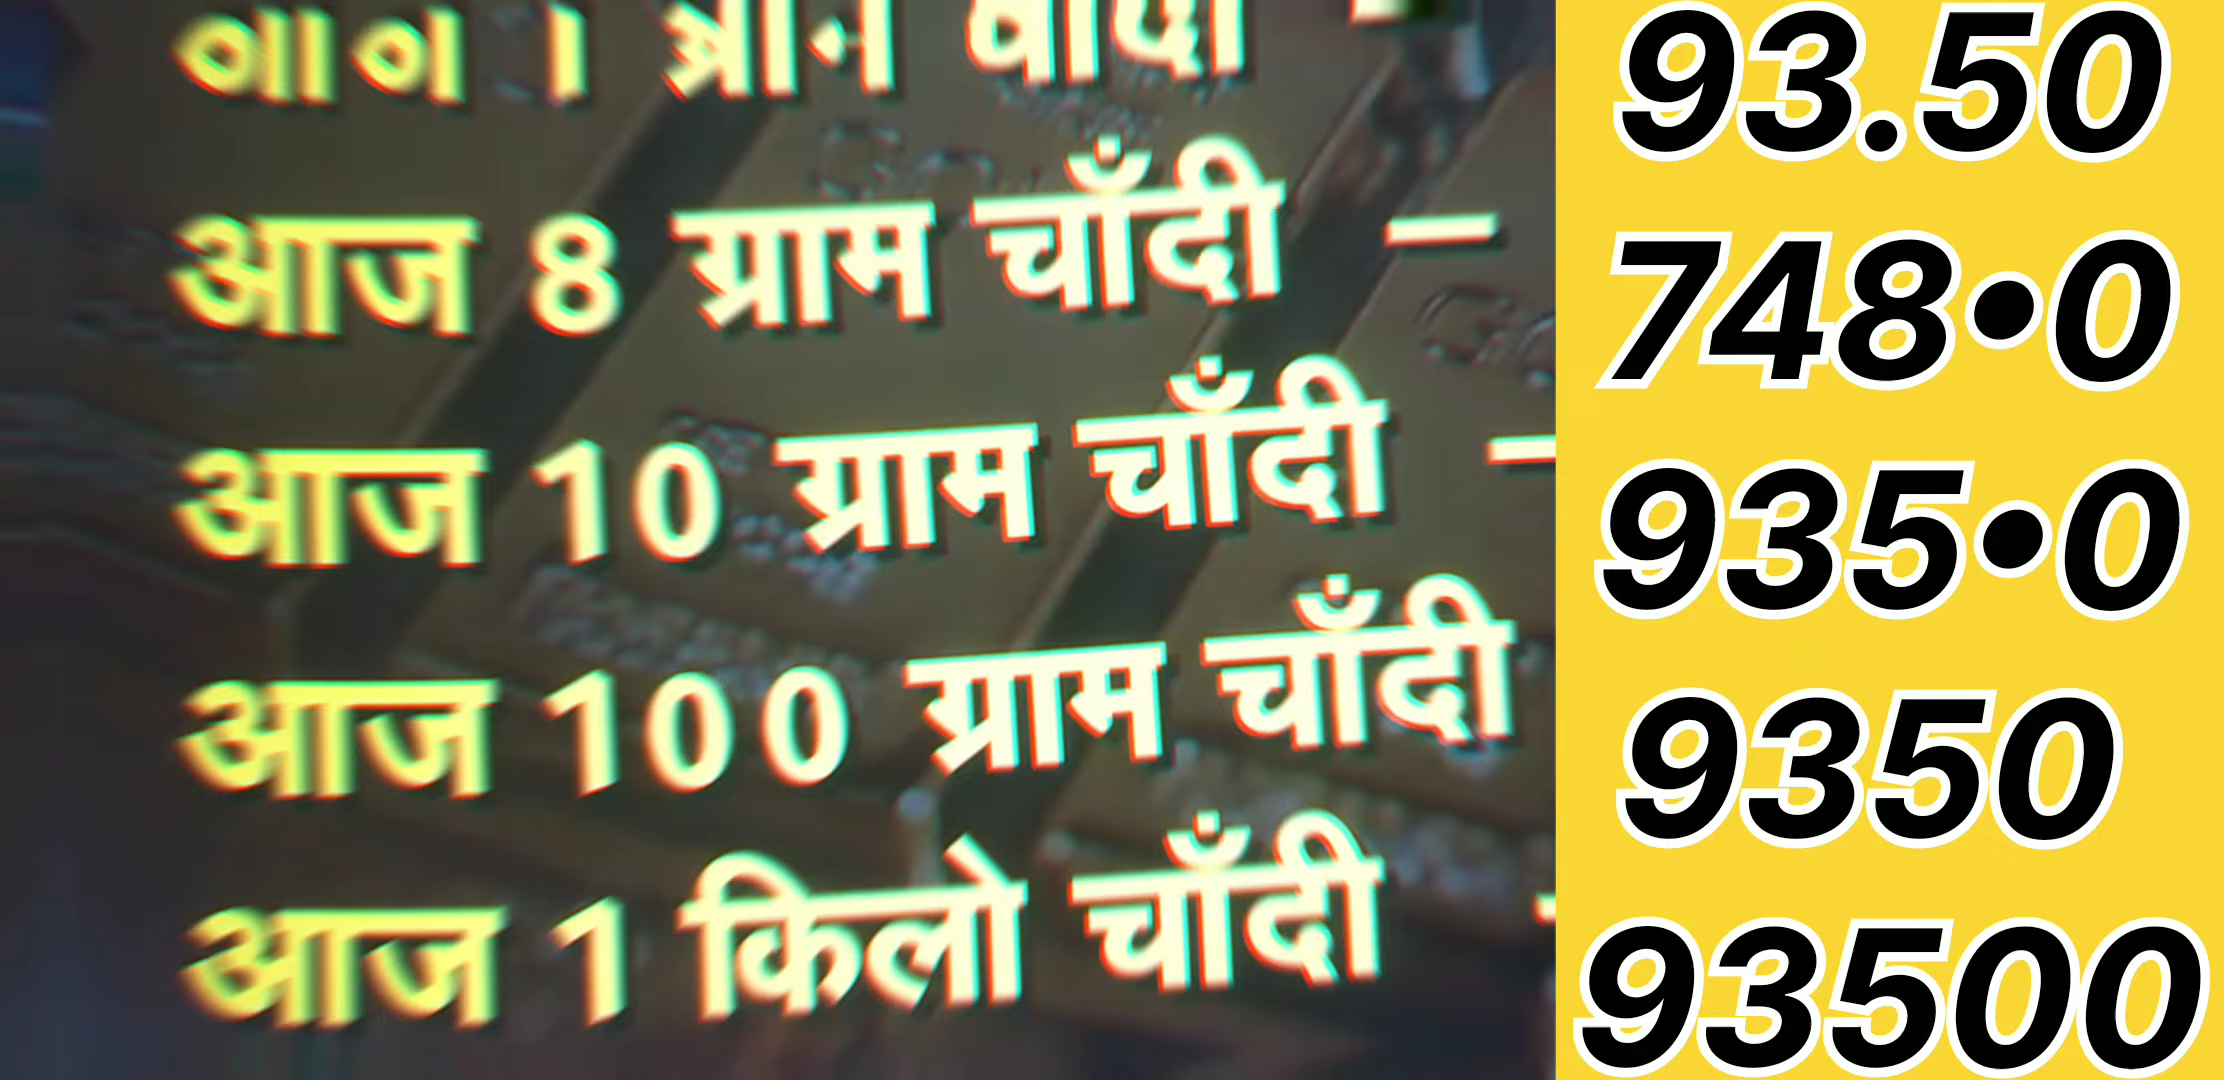 आज 1 ग्राम चाँदी – 93.50
आज 8 ग्राम चाँदी – 748•0
आज 10 ग्राम चाँदी – 935•0
आज 100 ग्राम चाँदी 9350
आज 1 किलो चाँदी - 93500